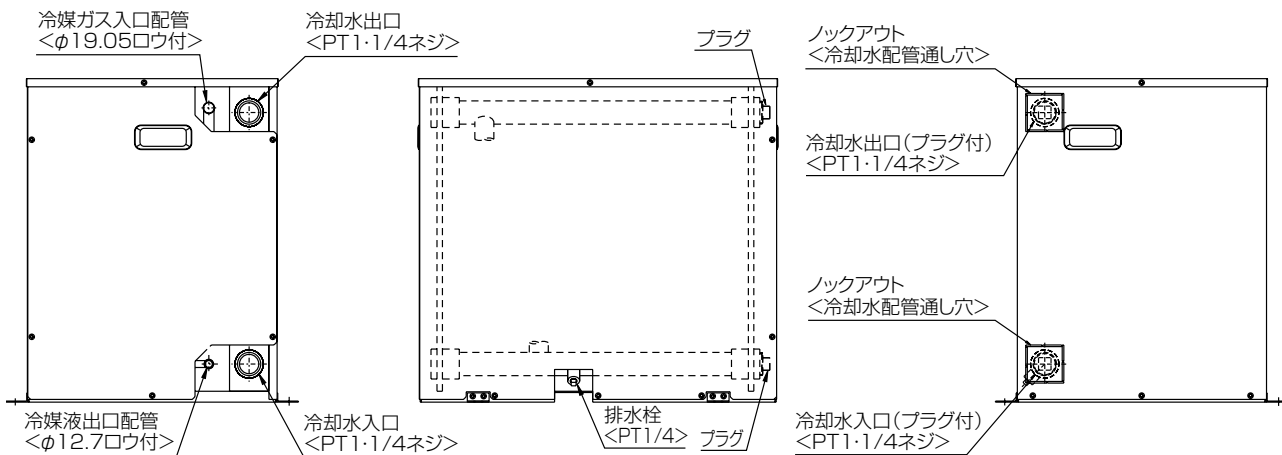 冷媒ガス入口配管
<φ19.05ロウ付>
冷却水出口
<PT1･1/4ネジ>
プラグ
ノックアウト
<冷却水配管通し穴>
冷却水出口(プラグ付)
<PT1･1/4ネジ>
ノックアウト
<冷却水配管通し穴>
冷媒液出口配管
<φ12.7ロウ付>
冷却水入口
<PT1･1/4ネジ>
排水栓
<PT1/4>
プラグ
冷却水入口(プラグ付)
<PT1･1/4ネジ>